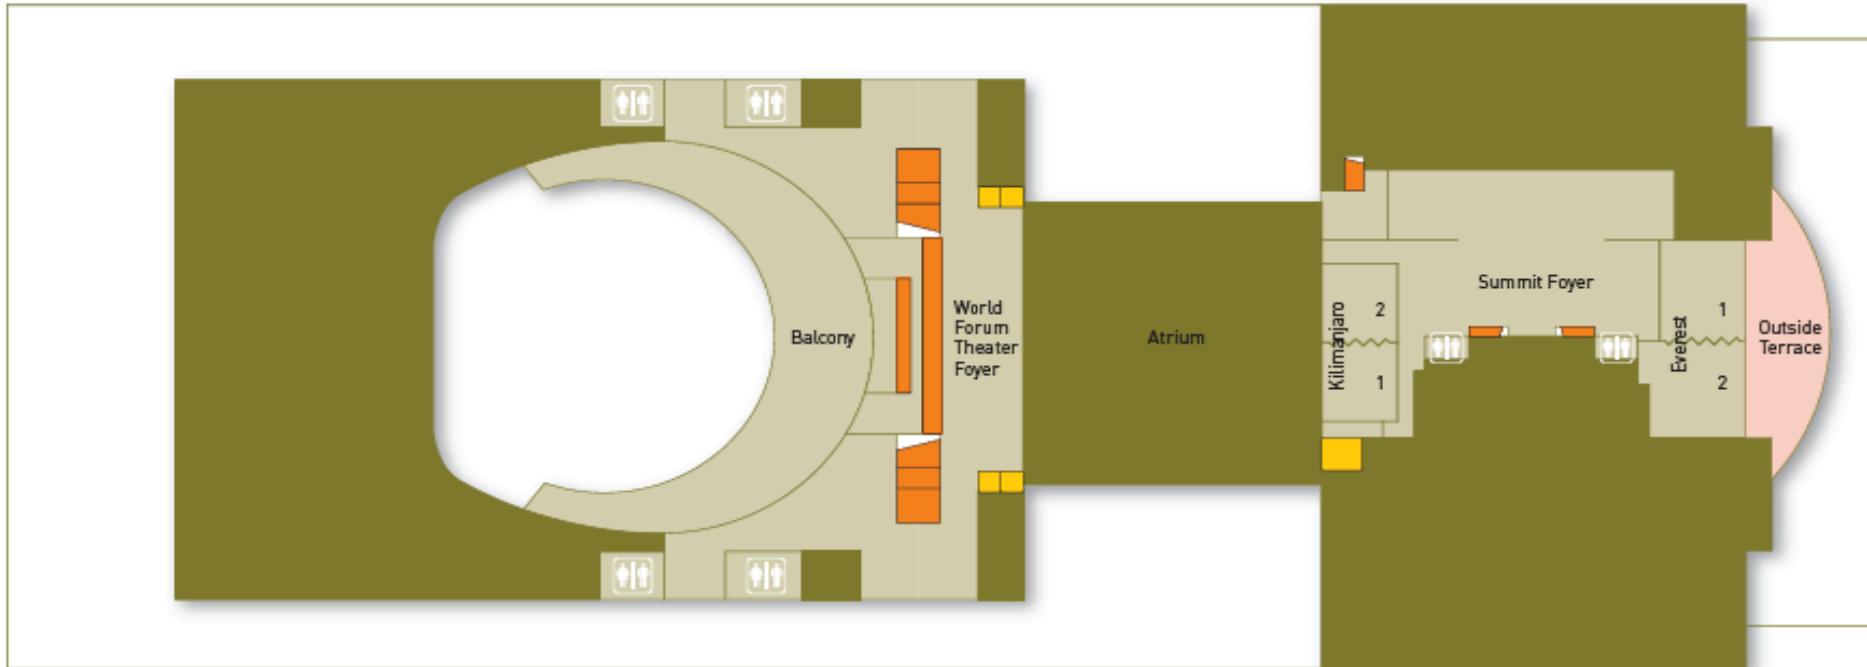 Balcony
World
Forum
Theater
Foyer
Atrium
Kilimanjaro
2
1
Summit Foyer
Everest
1
2
Outside
Terrace